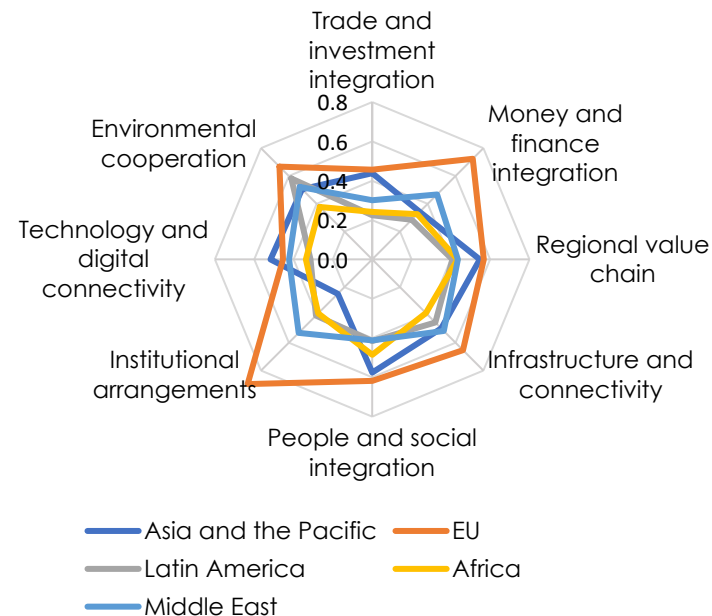 Trade and
investment
integration
0.8
0.6
0.4
0.2
0.0
Money and
finance
integration
Regional value
chain
Infrastructure and
connectivity
People and social
integration
Institutional
arrangements
Technology and
digital
connectivity
Environmental
cooperation
Asia and the Pacific
EU
Latin America
Africa
Middle East